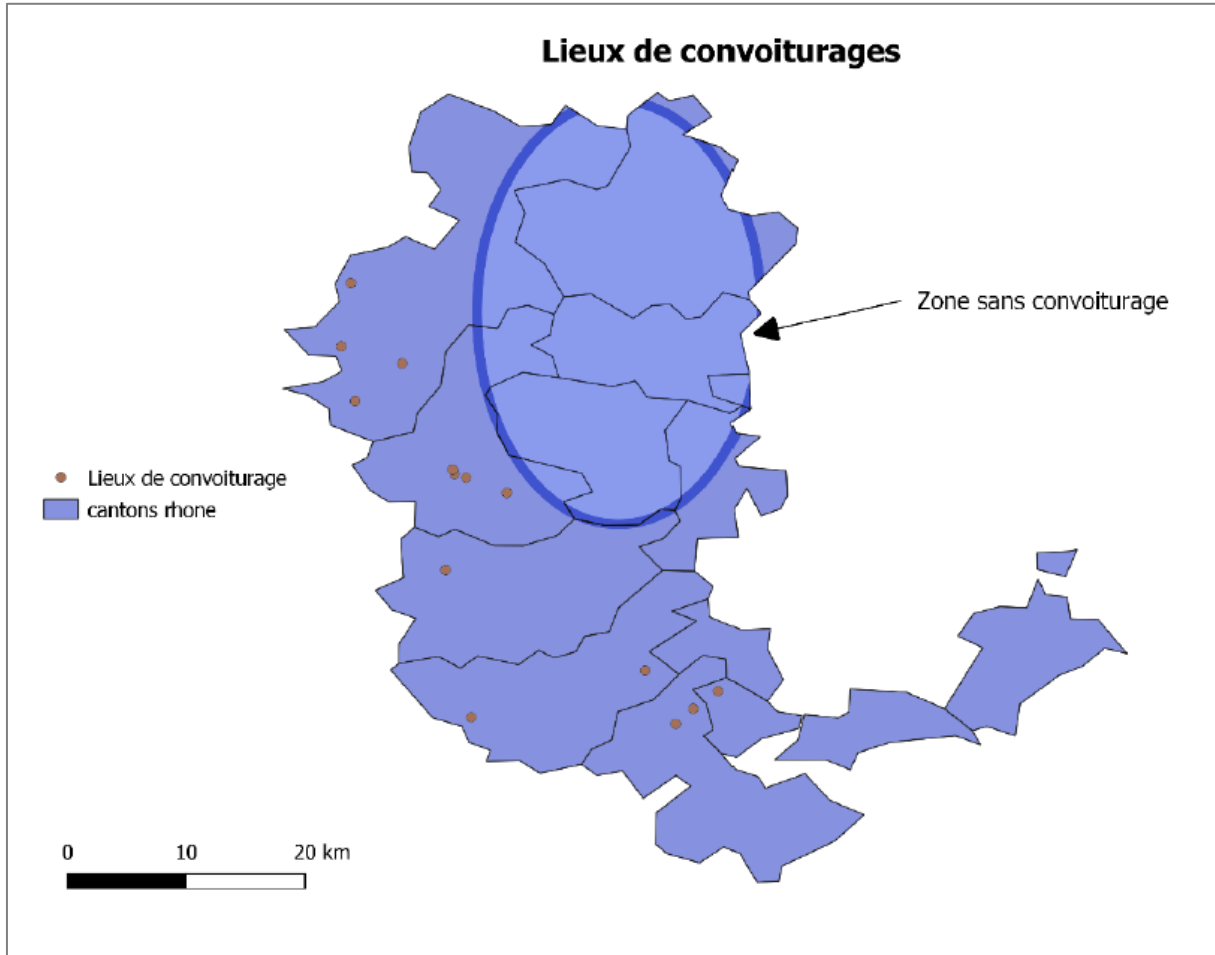 Lieux de convoiturages
Zone sans convoiturage
Lieux de convoiturage
cantons rhone
0 10 20 km